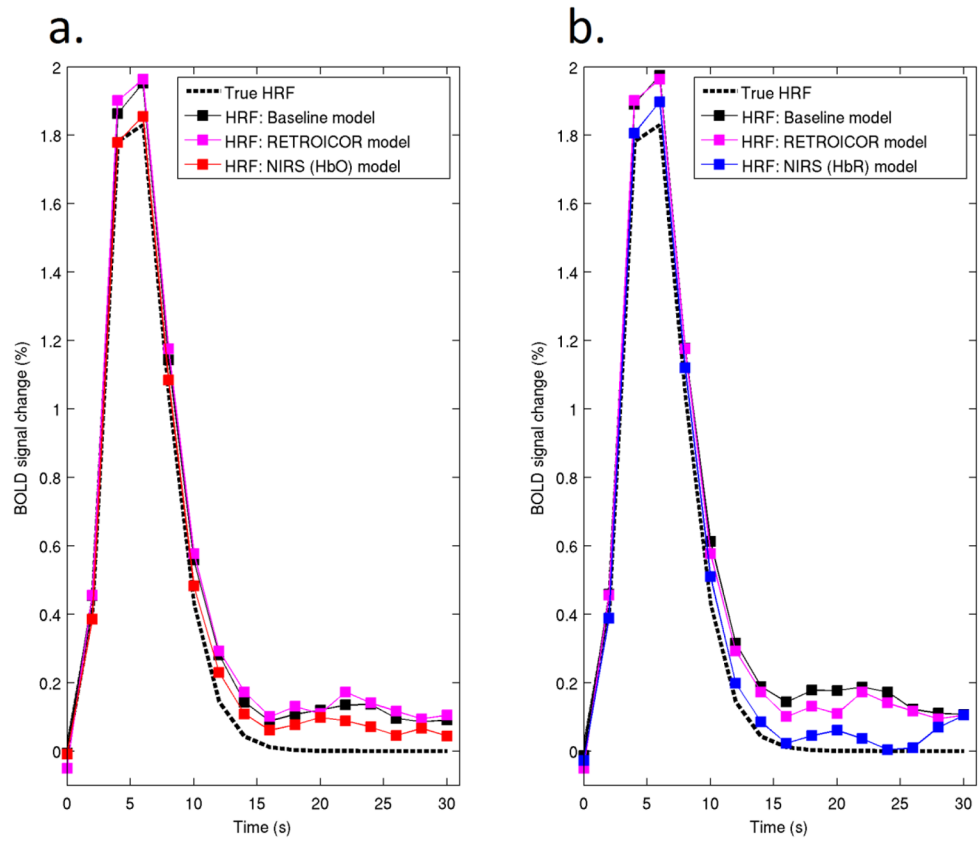 a.
True HRF
HRF: Baseline model
HRF: RETROICOR model
HRF: NIRS (HbO) model
BOLD signal change (%)
2
1.8
1.6
1.4
1.2
1
0.8
0.6
0.4
0.2
0
0 5 10 15 20 25 30
Time (s)
b.
True HRF
HRF: Baseline model
HRF: RETROICOR model
HRF: NIRS (HbR) model
BOLD signal change (%)
2
1.8
1.6
1.4
1.2
1
0.8
0.6
0.4
0.2
0
0 5 10 15 20 25 30
Time (s)